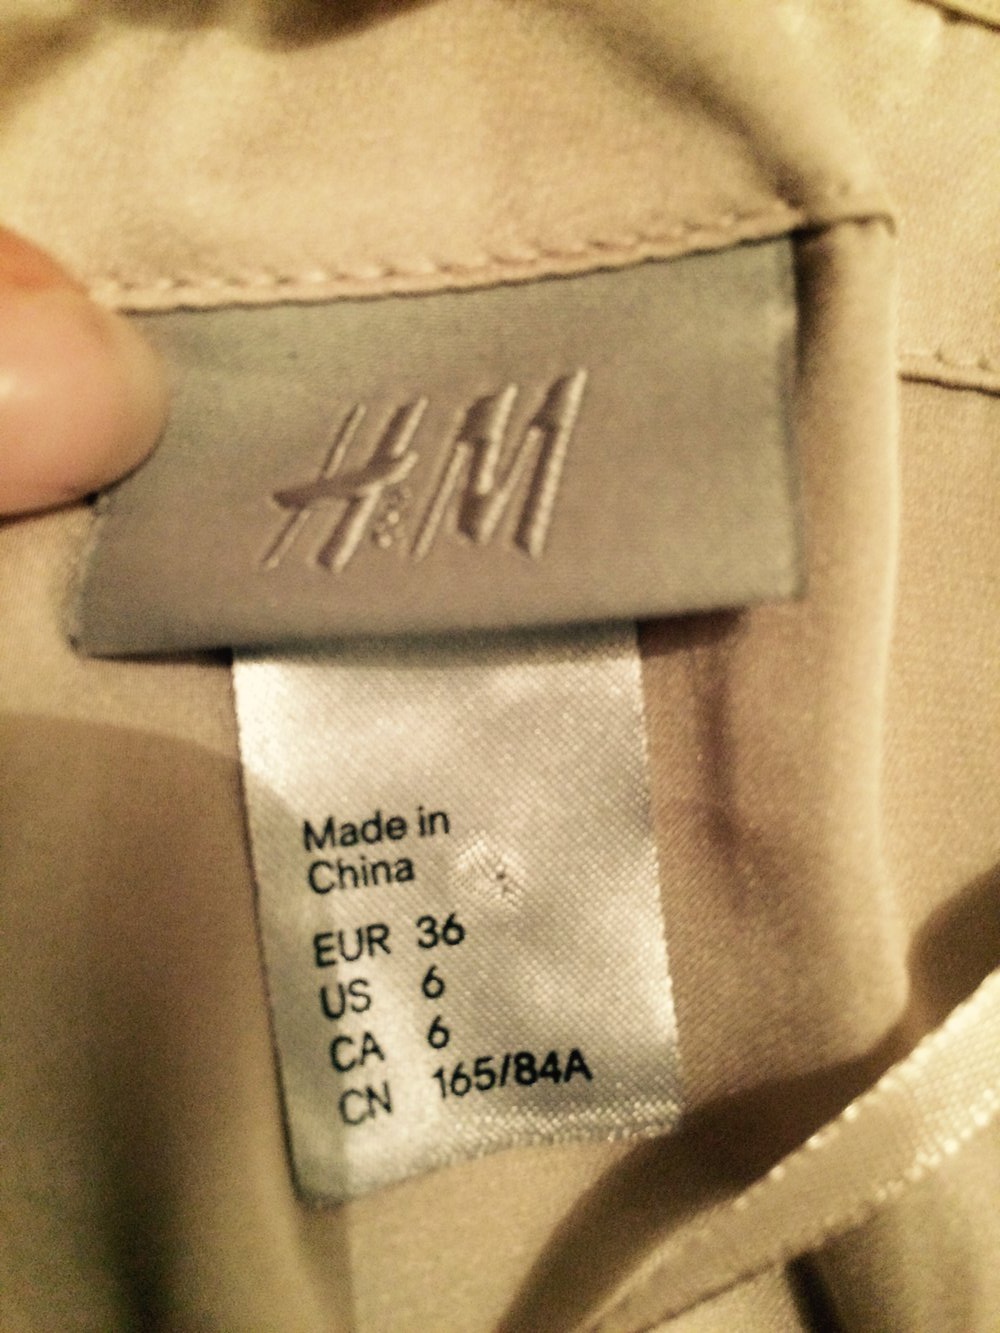 H&M
Made in
China
EUR 36
US 6
CA 6
CN 165/84A